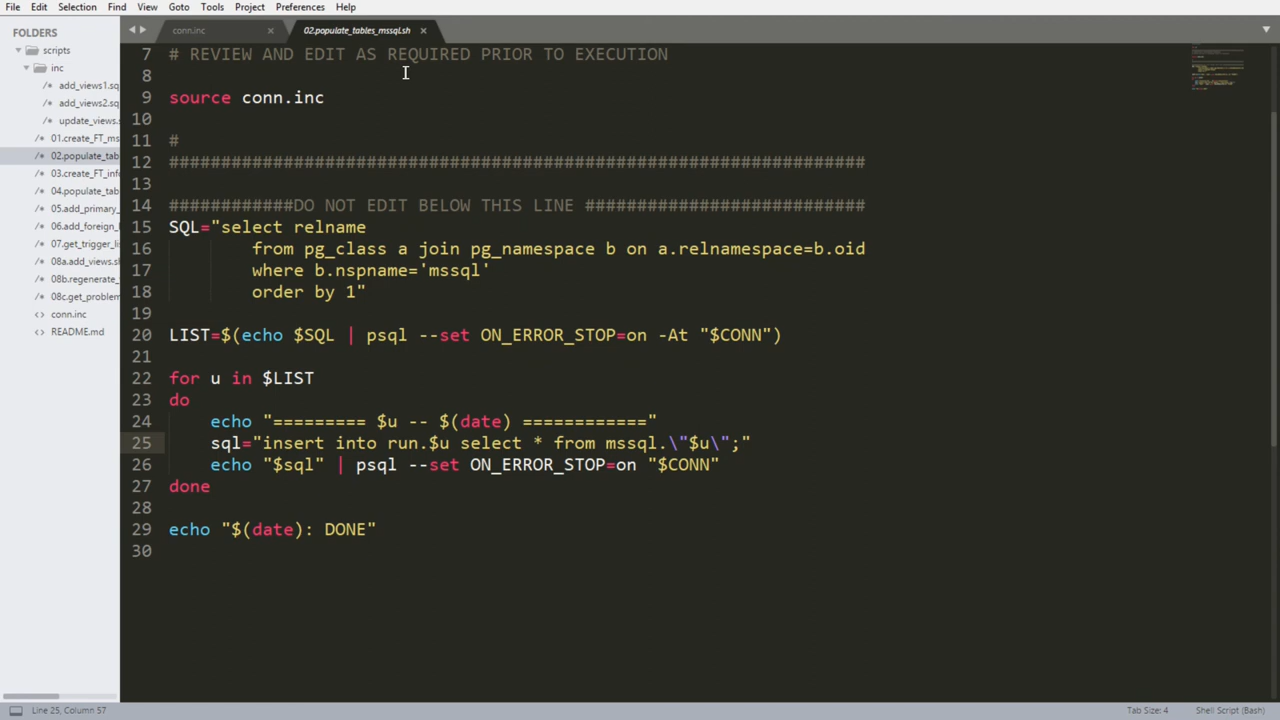 File Edit Selection Find View Goto Tools Project Preferences Help
FOLDERS
scripts
inc
add_views1.sq
add_views2.sq
update_views.
01.create_FT_ms
02.populate_tab
03.create_FT_info
04.populate_tab
05.add_primary_
06.add_foreign_
07.get_trigger_li
08a.add_views.sh
08b.regenerate_
08c.get_problem
conn.inc
README.md
conn.inc ×
02.populate_tables_mssql.sh ×
7 # REVIEW AND EDIT AS REQUIRED PRIOR TO EXECUTION
8
9 source conn.inc
10
11 #
12 ###################################################################
13
14 ############DO NOT EDIT BELOW THIS LINE ###########################
15 SQL="select relname
16 from pg_class a join pg_namespace b on a.relnamespace=b.oid
17 where b.nspname='mssql'
18 order by 1"
19
20 LIST=$(echo $SQL | psql --set ON_ERROR_STOP=on -At "$CONN")
21
22 for u in $LIST
23 do
24 echo "========= $u -- $(date) ============"
25 sql="insert into run.$u select * from mssql.\"$u\";"
26 echo "$sql" | psql --set ON_ERROR_STOP=on "$CONN"
27 done
28
29 echo "$(date): DONE"
30
Line 25, Column 57
Tab Size: 4
Shell Script (Bash)